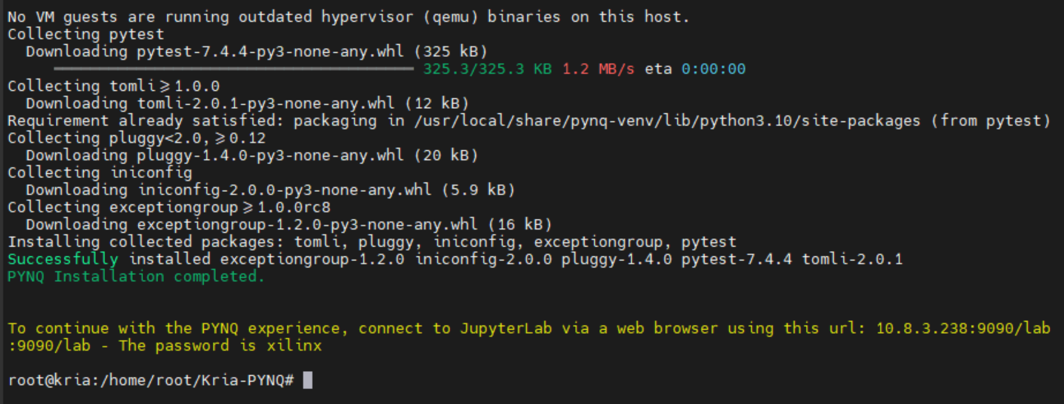 No VM guests are running outdated hypervisor (qemu) binaries on this host.
Collecting pytest
  Downloading pytest-7.4.4-py3-none-any.whl (325 kB)
     ━━━━━━━━━━━━━━━━━━━━━━━━━━━━━━━━━━━━━━━━ 325.3/325.3 KB 1.2 MB/s eta 0:00:00
Collecting tomli>=1.0.0
  Downloading tomli-2.0.1-py3-none-any.whl (12 kB)
Requirement already satisfied: packaging in /usr/local/share/pynq-venv/lib/python3.10/site-packages (from pytest)
Collecting pluggy<2.0,>=0.12
  Downloading pluggy-1.4.0-py3-none-any.whl (20 kB)
Collecting iniconfig
  Downloading iniconfig-2.0.0-py3-none-any.whl (5.9 kB)
Collecting exceptiongroup>=1.0.0rc8
  Downloading exceptiongroup-1.2.0-py3-none-any.whl (16 kB)
Installing collected packages: tomli, pluggy, iniconfig, exceptiongroup, pytest
Successfully installed exceptiongroup-1.2.0 iniconfig-2.0.0 pluggy-1.4.0 pytest-7.4.4 tomli-2.0.1
PYNQ Installation completed.
To continue with the PYNQ experience, connect to JupyterLab via a web browser using this url: 10.8.3.238:9090/lab
:9090/lab - The password is xilinx
root@kria:/home/root/Kria-PYNQ#